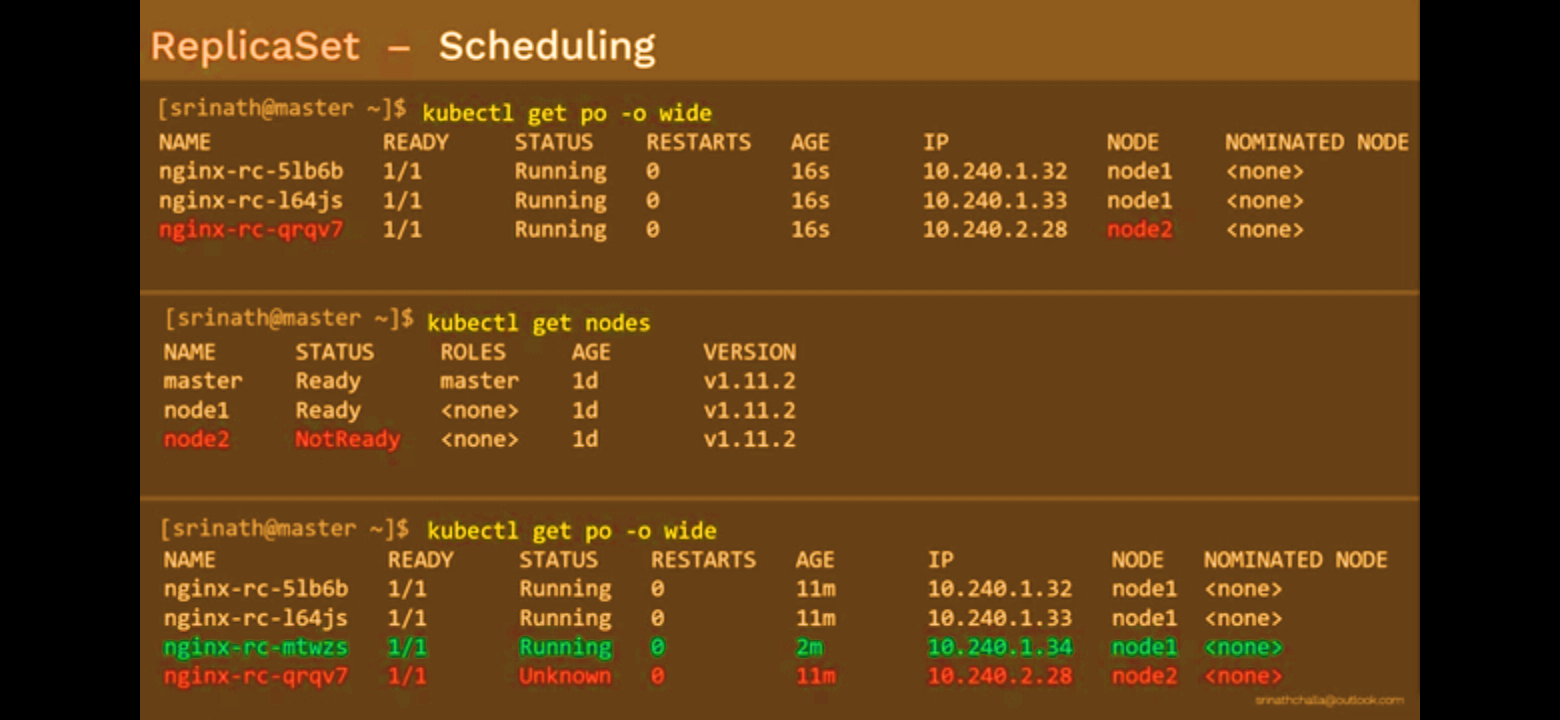 ReplicaSet – Scheduling
[srinath@master ~]$ kubectl get po -o wide
NAME READY STATUS RESTARTS AGE IP NODE NOMINATED NODE
nginx-rc-5lb6b 1/1 Running 0 16s 10.240.1.32 node1 <none>
nginx-rc-l64js 1/1 Running 0 16s 10.240.1.33 node1 <none>
nginx-rc-qrqv7 1/1 Running 0 16s 10.240.2.28 node2 <none>
[srinath@master ~]$ kubectl get nodes
NAME STATUS ROLES AGE VERSION
master Ready master 1d v1.11.2
node1 Ready <none> 1d v1.11.2
node2 NotReady <none> 1d v1.11.2
[srinath@master ~]$ kubectl get po -o wide
NAME READY STATUS RESTARTS AGE IP NODE NOMINATED NODE
nginx-rc-5lb6b 1/1 Running 0 11m 10.240.1.32 node1 <none>
nginx-rc-l64js 1/1 Running 0 11m 10.240.1.33 node1 <none>
nginx-rc-mtwzs 1/1 Running 0 2m 10.240.1.34 node1 <none>
nginx-rc-qrqv7 1/1 Unknown 0 11m 10.240.2.28 node2 <none>
srinathchalla@outlook.com